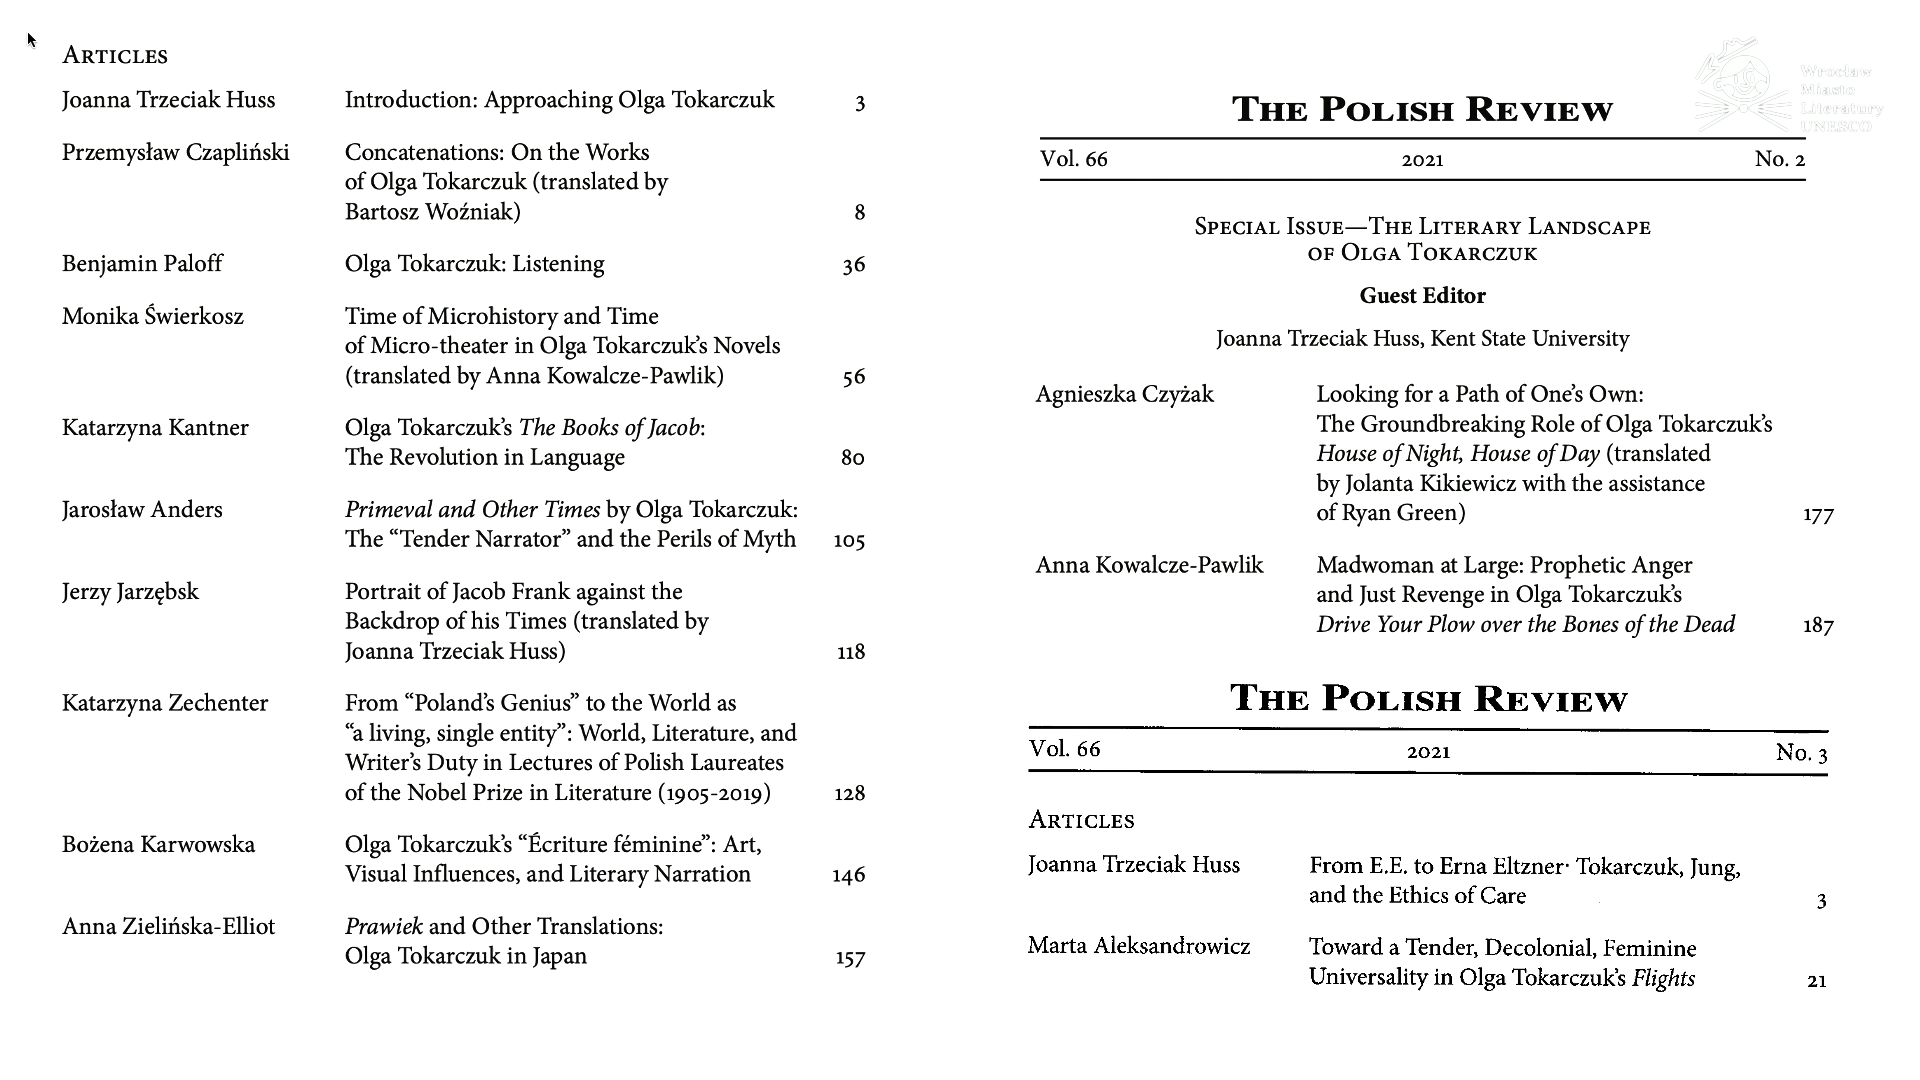 ARTICLES
Joanna Trzeciak Huss Introduction: Approaching Olga Tokarczuk 3
Przemysław Czapliński Concatenations: On the Works
of Olga Tokarczuk (translated by
Bartosz Woźniak) 8
Benjamin Paloff Olga Tokarczuk: Listening 36
Monika Świerkosz Time of Microhistory and Time
of Micro-theater in Olga Tokarczuk’s Novels
(translated by Anna Kowalcze-Pawlik) 56
Katarzyna Kantner Olga Tokarczuk’s The Books of Jacob:
The Revolution in Language 80
Jarosław Anders Primeval and Other Times by Olga Tokarczuk:
The “Tender Narrator” and the Perils of Myth 105
Jerzy Jarzębsk Portrait of Jacob Frank against the
Backdrop of his Times (translated by
Joanna Trzeciak Huss) 118
Katarzyna Zechenter From “Poland’s Genius” to the World as
“a living, single entity”: World, Literature, and
Writer’s Duty in Lectures of Polish Laureates
of the Nobel Prize in Literature (1905-2019) 128
Bożena Karwowska Olga Tokarczuk’s “Écriture féminine”: Art,
Visual Influences, and Literary Narration 146
Anna Zielińska-Elliot Prawiek and Other Translations:
Olga Tokarczuk in Japan 157
Wrocław
Miasto
Literatury
UNESCO
THE POLISH REVIEW
Vol. 66 2021 No. 2
SPECIAL ISSUE—THE LITERARY LANDSCAPE
OF OLGA TOKARCZUK
Guest Editor
Joanna Trzeciak Huss, Kent State University
Agnieszka Czyżak Looking for a Path of One’s Own:
The Groundbreaking Role of Olga Tokarczuk’s
House of Night, House of Day (translated
by Jolanta Kikiewicz with the assistance
of Ryan Green) 177
Anna Kowalcze-Pawlik Madwoman at Large: Prophetic Anger
and Just Revenge in Olga Tokarczuk’s
Drive Your Plow over the Bones of the Dead 187
THE POLISH REVIEW
Vol. 66 2021 No. 3
ARTICLES
Joanna Trzeciak Huss From E.E. to Erna Eltzner· Tokarczuk, Jung,
and the Ethics of Care 3
Marta Aleksandrowicz Toward a Tender, Decolonial, Feminine
Universality in Olga Tokarczuk’s Flights 21